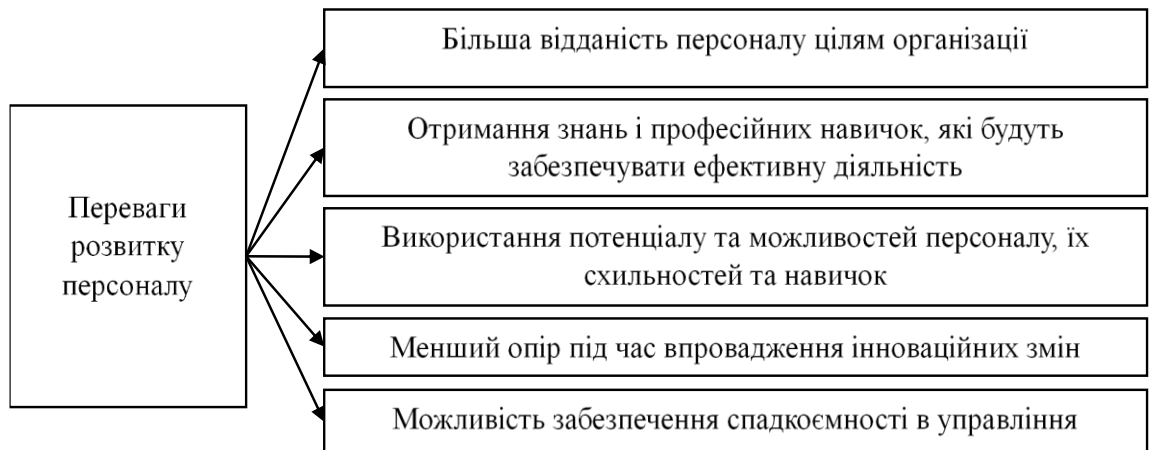 Переваги
розвитку
персоналу
Більша відданість персоналу цілям організації
Отримання знань і професійних навичок, які будуть
забезпечувати ефективну діяльність
Використання потенціалу та можливостей персоналу, їх
схильностей та навичок
Менший опір під час впровадження інноваційних змін
Можливість забезпечення спадкоємності в управління